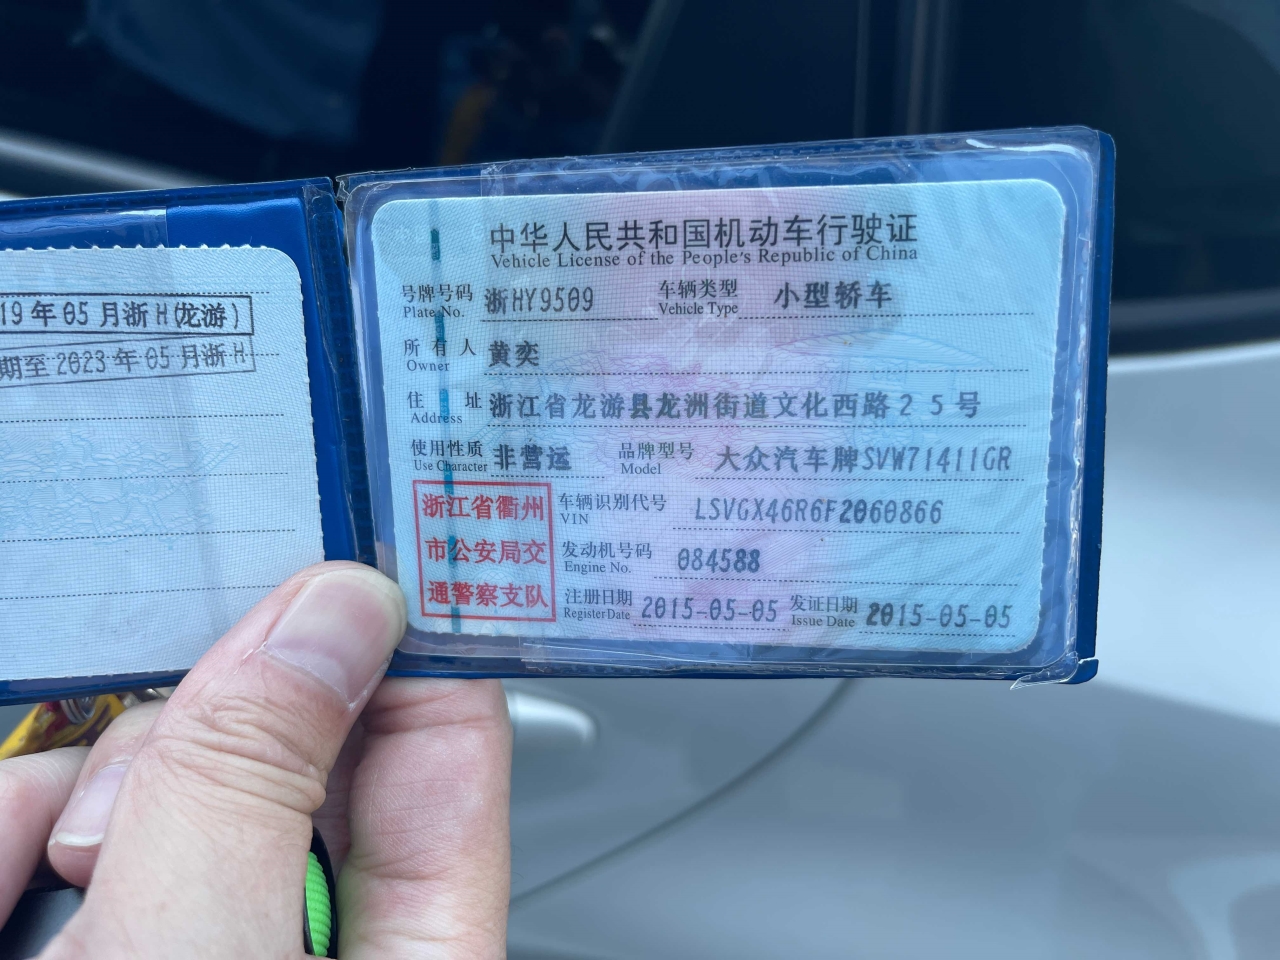 19年05月浙H(龙游)
期至2023年05月浙H
中华人民共和国机动车行驶证
Vehicle License of the People's Republic of China
号牌号码 浙HY9509 车辆类型 小型轿车
Plate No. Vehicle Type
所有人 黄奕
Owner
住址 浙江省龙游县龙洲街道文化西路25号
Address
使用性质 非营运 品牌型号 大众汽车牌SVW71411GR
Use Character Model
浙江省衢州
市公安局交
通警察支队
车辆识别代号 LSVGX46R6F2060866
VIN
发动机号码 084588
Engine No.
注册日期 2015-05-05 发证日期 2015-05-05
Register Date Issue Date